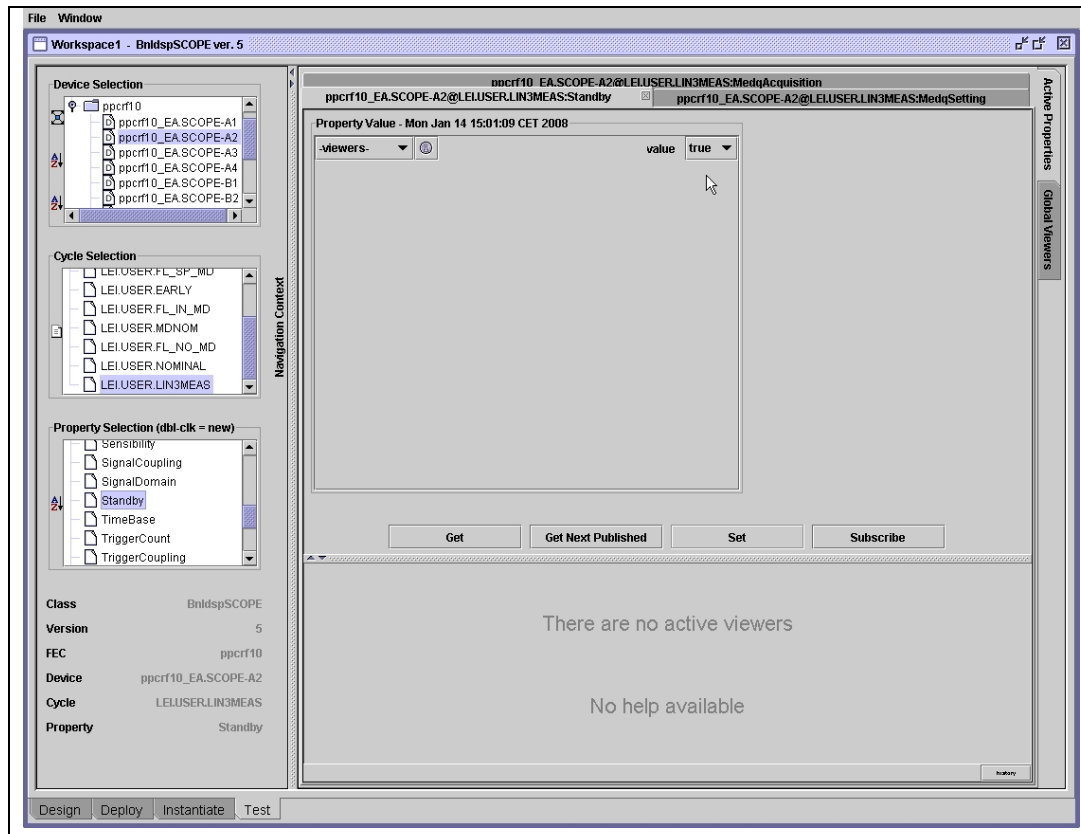 File Window
Workspace1 - BnldspSCOPE ver. 5
Device Selection
ppcrf10
ppcrf10_EA.SCOPE-A1
ppcrf10_EA.SCOPE-A2
ppcrf10_EA.SCOPE-A3
ppcrf10_EA.SCOPE-A4
ppcrf10_EA.SCOPE-B1
ppcrf10_EA.SCOPE-B2
Cycle Selection
LEI.USER.FL_SP_MD
LEI.USER.EARLY
LEI.USER.FL_IN_MD
LEI.USER.MDNOM
LEI.USER.FL_NO_MD
LEI.USER.NOMINAL
LEI.USER.LIN3MEAS
Property Selection (dbl-clk = new)
Sensibility
SignalCoupling
SignalDomain
Standby
TimeBase
TriggerCount
TriggerCoupling
Class BnldspSCOPE
Version 5
FEC ppcrf10
Device ppcrf10_EA.SCOPE-A2
Cycle LEI.USER.LIN3MEAS
Property Standby
Navigation Context
ppcrf10_EA.SCOPE-A2@LEI.USER.LIN3MEAS:MedqAcquisition
ppcrf10_EA.SCOPE-A2@LEI.USER.LIN3MEAS:Standby
ppcrf10_EA.SCOPE-A2@LEI.USER.LIN3MEAS:MedqSetting
Property Value - Mon Jan 14 15:01:09 CET 2008
-viewers- value true
Get Get Next Published Set Subscribe
There are no active viewers
No help available
history
Active Properties
Global Viewers
Design Deploy Instantiate Test